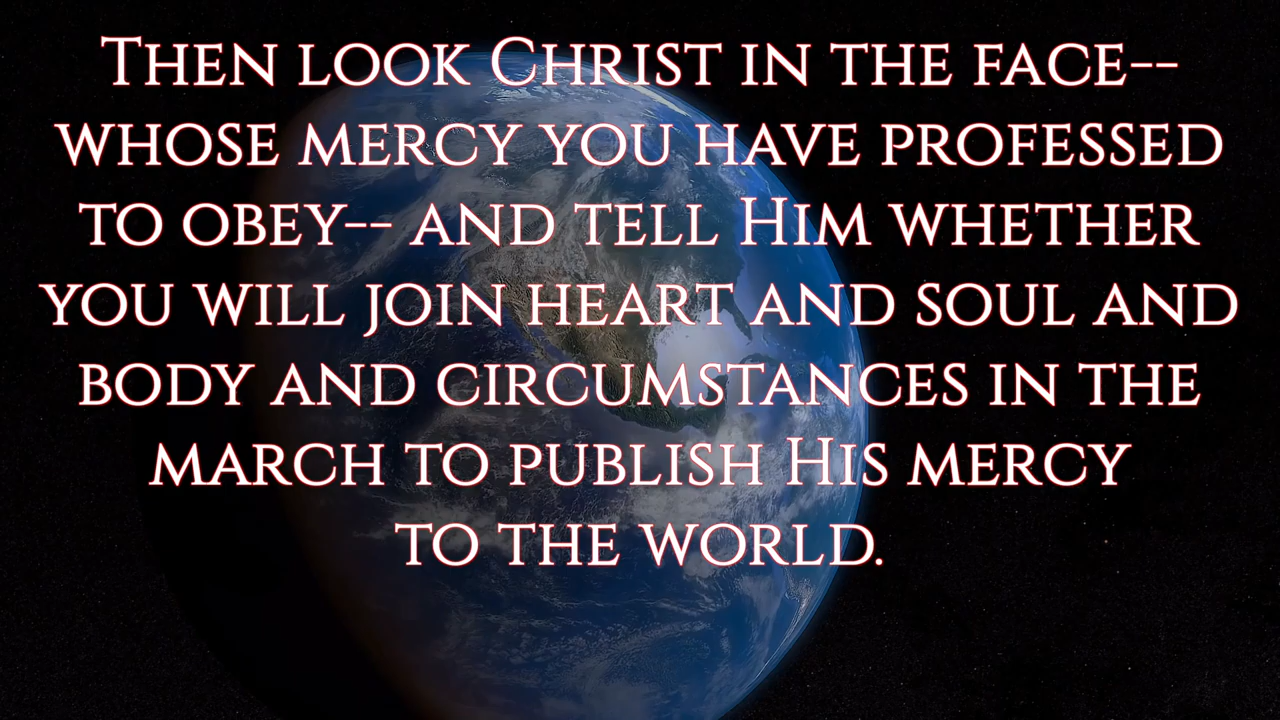 Then look Christ in the face--
whose mercy you have professed
to obey-- and tell Him whether
you will join heart and soul and
body and circumstances in the
march to publish His mercy
to the world.